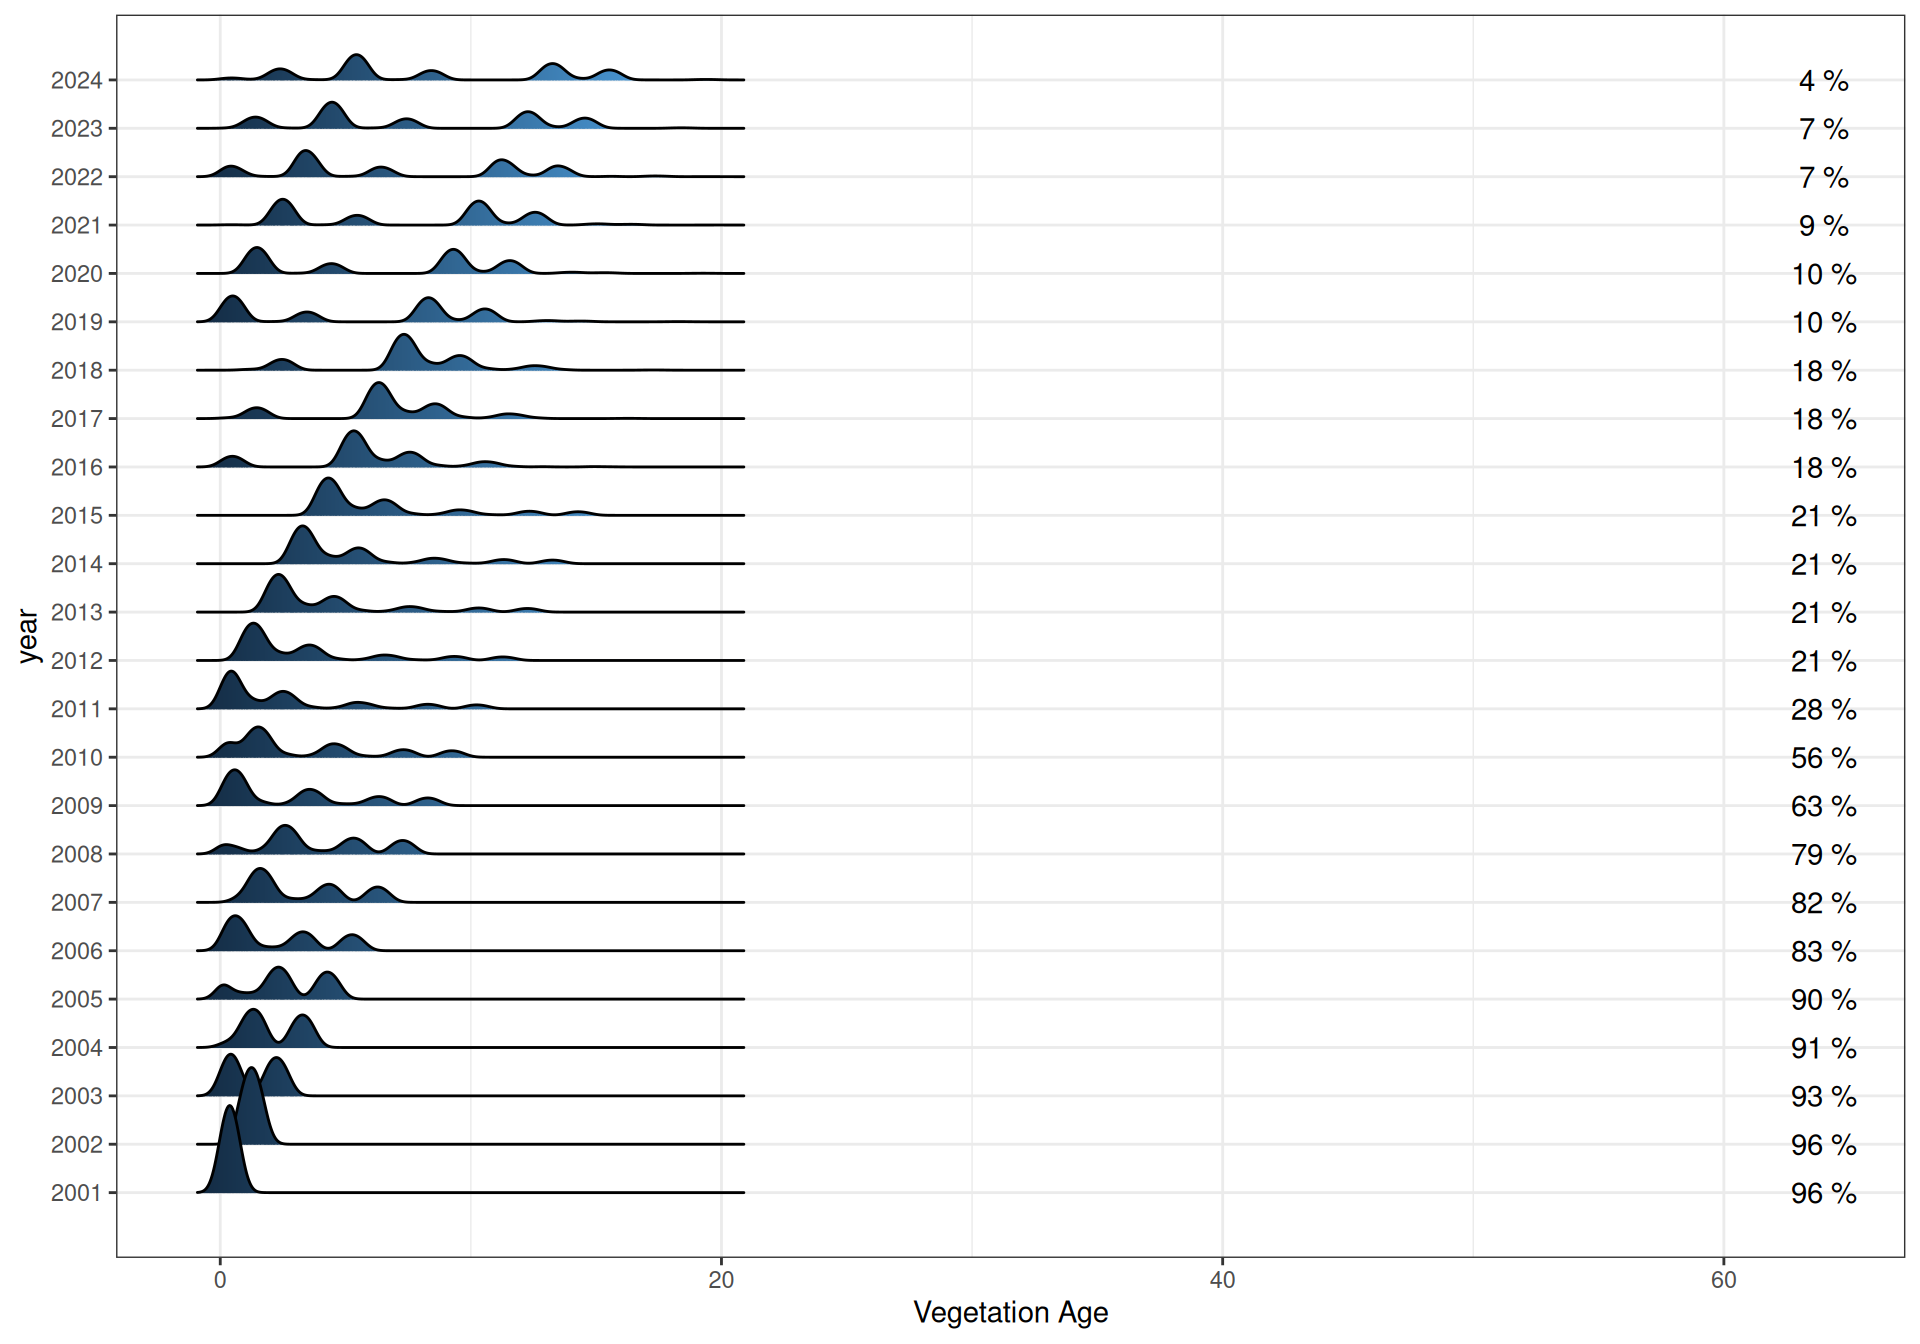 2024 4 %
2023 7 %
2022 7 %
2021 9 %
2020 10 %
2019 10 %
2018 18 %
2017 18 %
2016 18 %
2015 21 %
2014 21 %
2013 21 %
2012 21 %
2011 28 %
2010 56 %
2009 63 %
2008 79 %
2007 82 %
2006 83 %
2005 90 %
2004 91 %
2003 93 %
2002 96 %
2001 96 %
year
0 20 40 60
Vegetation Age